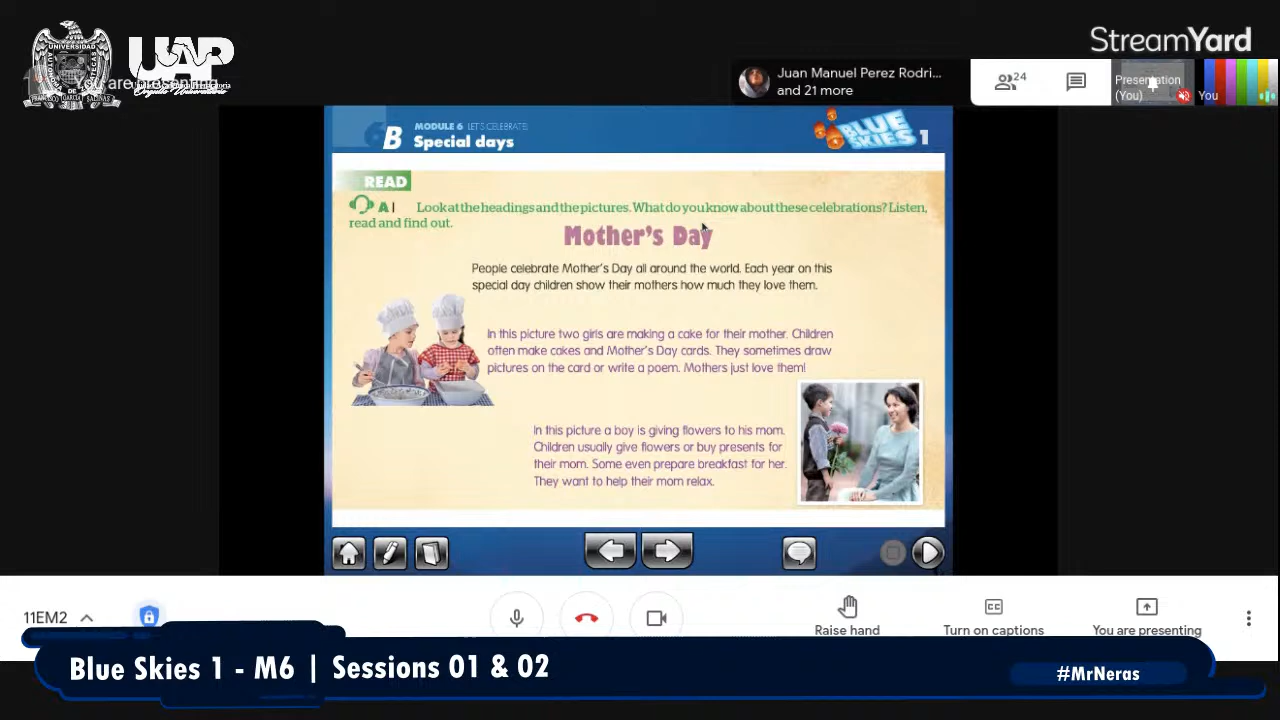 UNIVERSIDAD
UAP
StreamYard
Juan Manuel Perez Rodri...
and 21 more
24
Presentation
(You)
You
6B
MODULE 6 LET'S CELEBRATE!
Special days
BLUE
SKIES 1
READ
A | Look at the headings and the pictures. What do you know about these celebrations? Listen,
read and find out.
Mother's Day
People celebrate Mother's Day all around the world. Each year on this
special day children show their mothers how much they love them.
In this picture two girls are making a cake for their mother. Children
often make cakes and Mother's Day cards. They sometimes draw
pictures on the card or write a poem. Mothers just love them!
In this picture a boy is giving flowers to his mom.
Children usually give flowers or buy presents for
their mom. Some even prepare breakfast for her.
They want to help their mom relax.
11EM2
Raise hand
CC
Turn on captions
You are presenting
Blue Skies 1 - M6 | Sessions 01 & 02
#MrNeras